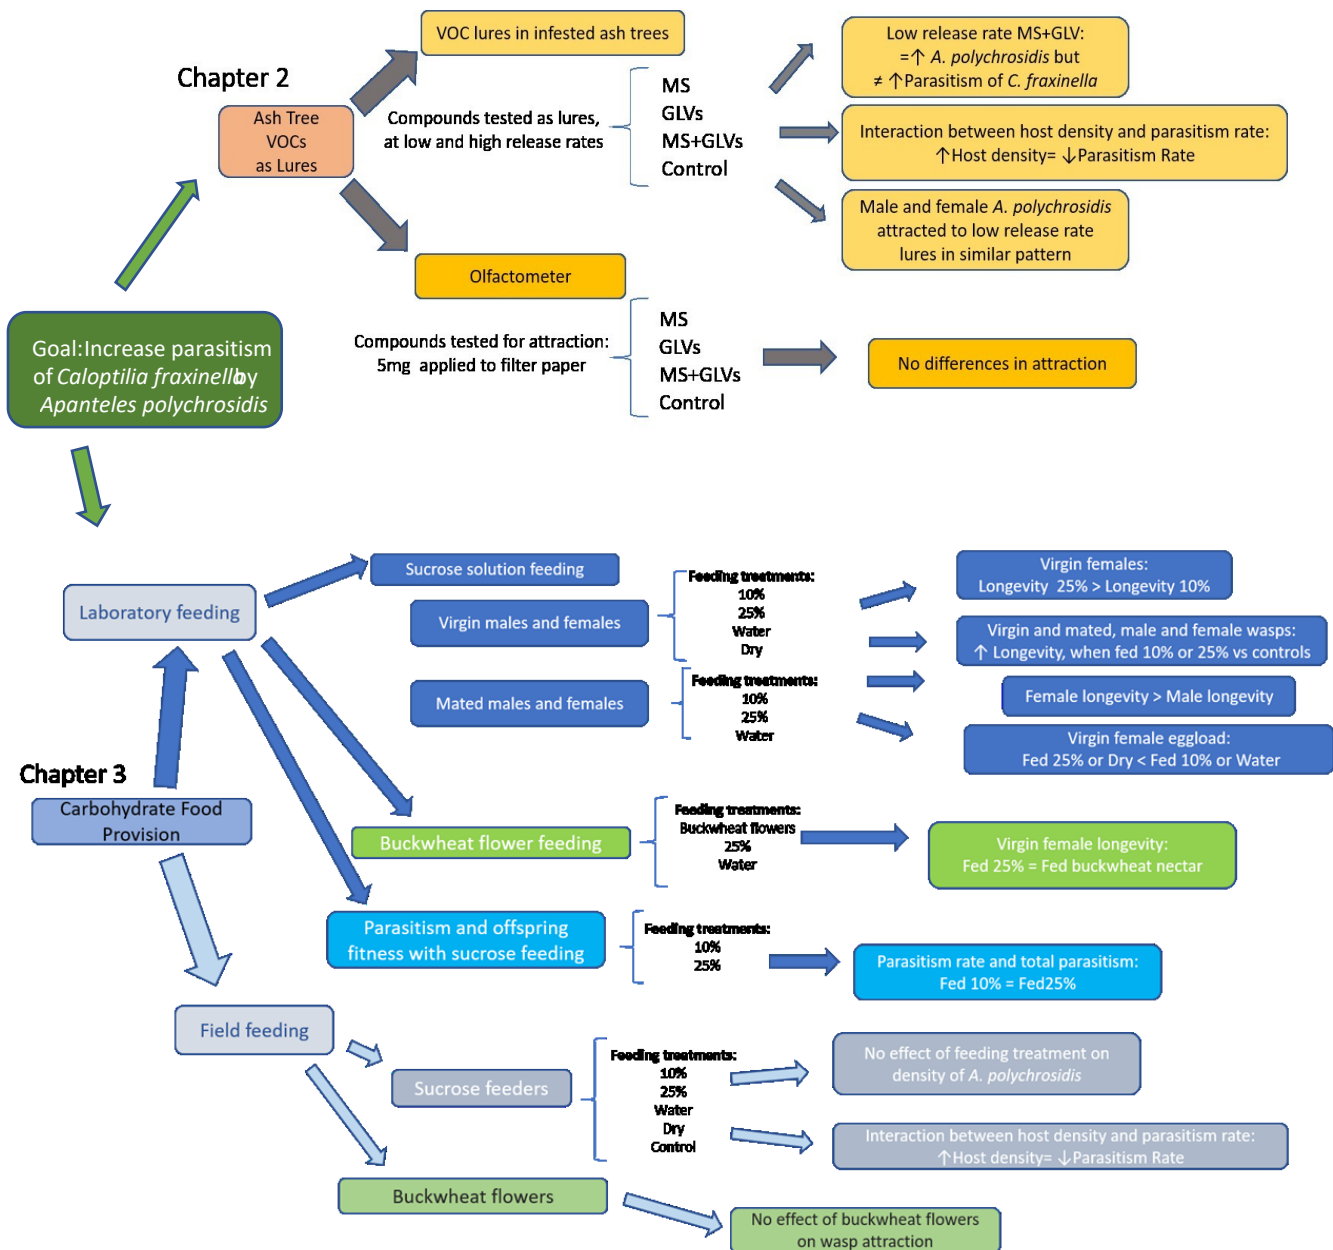 Chapter 2
Ash Tree
VOCs
as Lures
VOC lures in infested ash trees
Compounds tested as lures,
at low and high release rates
MS
GLVs
MS+GLVs
Control
Low release rate MS+GLV:
=↑ A. polychrosidis but
≠ ↑Parasitism of C. fraxinella
Interaction between host density and parasitism rate:
↑Host density= ↓Parasitism Rate
Male and female A. polychrosidis
attracted to low release rate
lures in similar pattern
Olfactometer
Compounds tested for attraction:
5mg applied to filter paper
MS
GLVs
MS+GLVs
Control
No differences in attraction
Goal:Increase parasitism
of Caloptilia fraxinella by
Apanteles polychrosidis
Laboratory feeding
Sucrose solution feeding
Virgin males and females
Feeding treatments:
10%
25%
Water
Dry
Mated males and females
Feeding treatments:
10%
25%
Water
Virgin females:
Longevity 25% > Longevity 10%
Virgin and mated, male and female wasps:
↑ Longevity, when fed 10% or 25% vs controls
Female longevity > Male longevity
Virgin female eggload:
Fed 25% or Dry < Fed 10% or Water
Chapter 3
Carbohydrate Food
Provision
Buckwheat flower feeding
Feeding treatments:
Buckwheat flowers
25%
Water
Virgin female longevity:
Fed 25% = Fed buckwheat nectar
Parasitism and offspring
fitness with sucrose feeding
Feeding treatments:
10%
25%
Parasitism rate and total parasitism:
Fed 10% = Fed25%
Field feeding
Sucrose feeders
Feeding treatments:
10%
25%
Water
Dry
Control
No effect of feeding treatment on
density of A. polychrosidis
Interaction between host density and parasitism rate:
↑Host density= ↓Parasitism Rate
Buckwheat flowers
No effect of buckwheat flowers
on wasp attraction